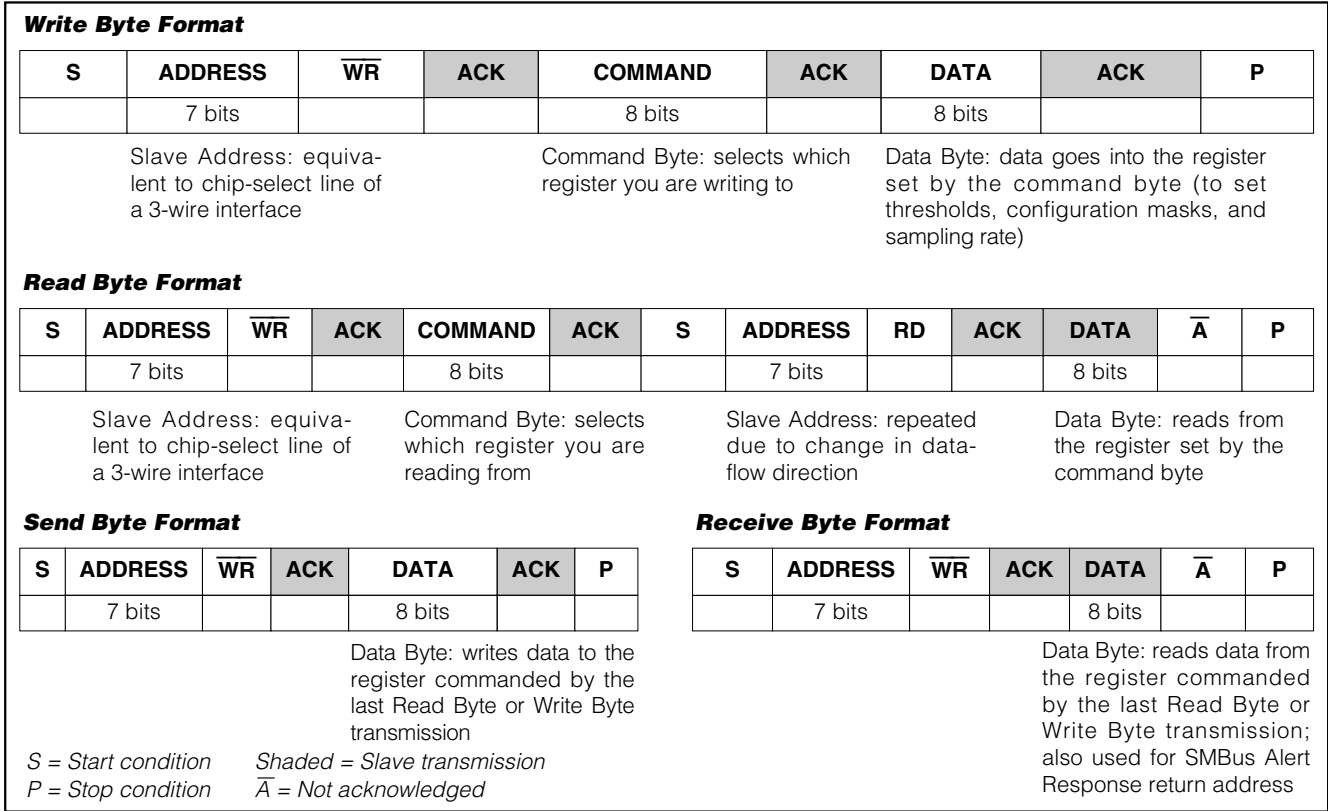 Write Byte Format
S ADDRESS W̅R̅ ACK COMMAND ACK DATA ACK P
7 bits 8 bits 8 bits
Slave Address: equiva-
lent to chip-select line of
a 3-wire interface
Command Byte: selects which
register you are writing to
Data Byte: data goes into the register
set by the command byte (to set
thresholds, configuration masks, and
sampling rate)
Read Byte Format
S ADDRESS W̅R̅ ACK COMMAND ACK S ADDRESS RD ACK DATA A̅ P
7 bits 8 bits 7 bits 8 bits
Slave Address: equiva-
lent to chip-select line of
a 3-wire interface
Command Byte: selects
which register you are
reading from
Slave Address: repeated
due to change in data-
flow direction
Data Byte: reads from
the register set by the
command byte
Send Byte Format
S ADDRESS W̅R̅ ACK DATA ACK P
7 bits 8 bits
Data Byte: writes data to the
register commanded by the
last Read Byte or Write Byte
transmission
Receive Byte Format
S ADDRESS W̅R̅ ACK DATA A̅ P
7 bits 8 bits
Data Byte: reads data from
the register commanded
by the last Read Byte or
Write Byte transmission;
also used for SMBus Alert
Response return address
S = Start condition Shaded = Slave transmission
P = Stop condition A̅ = Not acknowledged